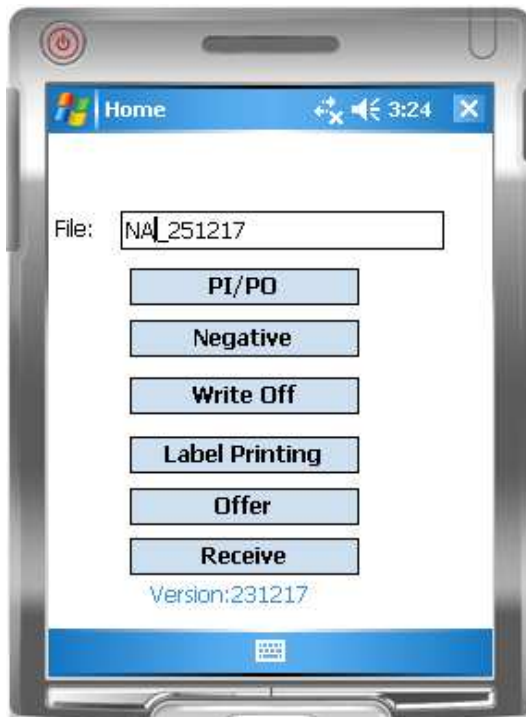 Home 3:24
File: NA_251217
PI/PO
Negative
Write Off
Label Printing
Offer
Receive
Version:231217